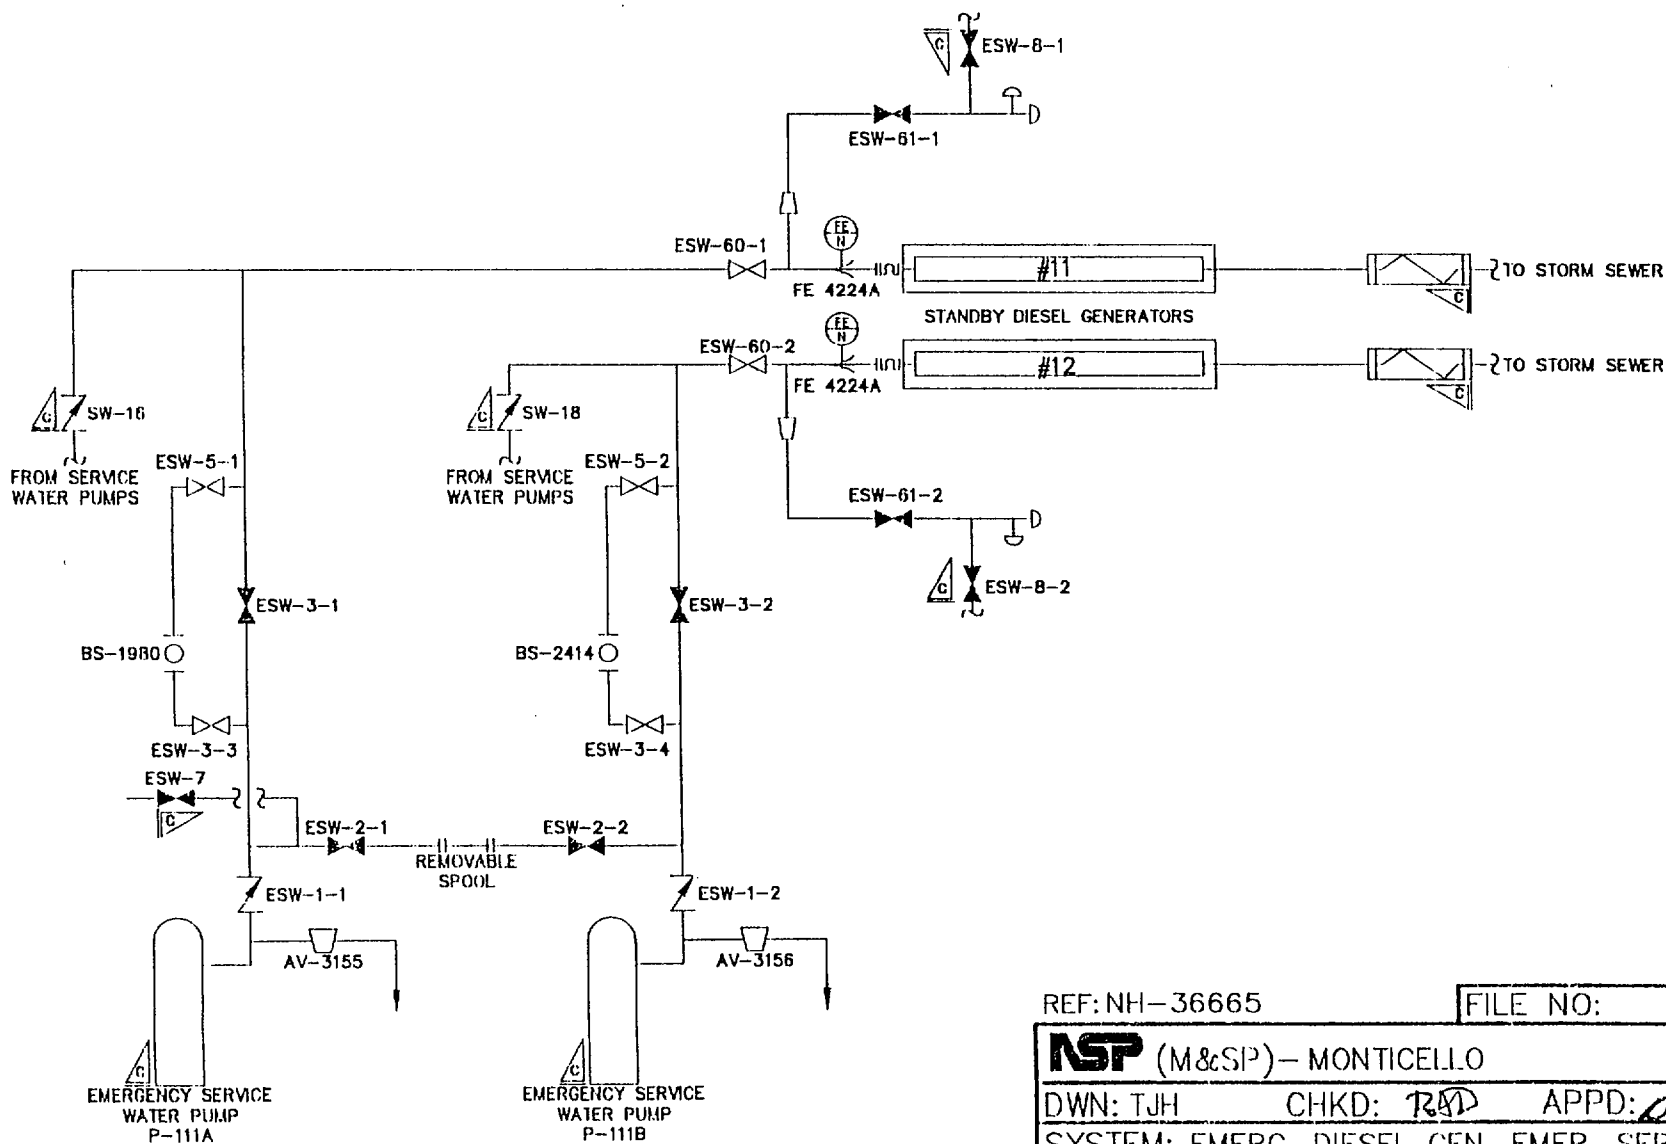 C
ESW-8-1
ESW-61-1
ESW-60-1
FE
N
FE 4224A
#11
TO STORM SEWER
C
STANDBY DIESEL GENERATORS
ESW-60-2
FE
N
FE 4224A
#12
TO STORM SEWER
C
C
SW-16
FROM SERVICE
WATER PUMPS
C
SW-18
FROM SERVICE
WATER PUMPS
ESW-5-1
ESW-5-2
ESW-61-2
C
ESW-8-2
ESW-3-1
ESW-3-2
BS-1980
BS-2414
ESW-3-3
ESW-3-4
ESW-7
C
ESW-2-1
REMOVABLE
SPOOL
ESW-2-2
ESW-1-1
ESW-1-2
AV-3155
AV-3156
C
EMERGENCY SERVICE
WATER PUMP
P-111A
C
EMERGENCY SERVICE
WATER PUMP
P-111B
REF: NH-36665
FILE NO:
NSP (M&SP)- MONTICELLO
DWN: TJH CHKD: APPD:
SYSTEM: EMERG. DIESEL GEN. EMER. SER